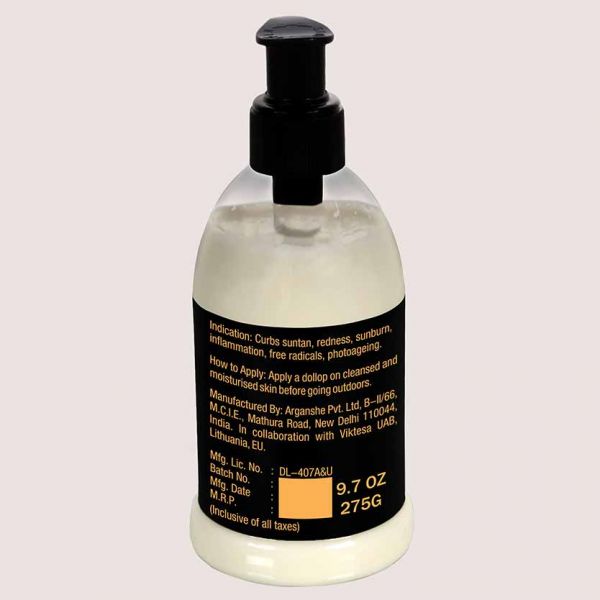 Indication: Curbs suntan, redness, sunburn,
inflammation, free radicals, photoageing.
How to Apply: Apply a dollop on cleansed and
moisturised skin before going outdoors.
Manufactured By: Arganshe Pvt. Ltd, B–II/66,
M.C.I.E., Mathura Road, New Delhi 110044,
India. In collaboration with Viktesa UAB,
Lithuania, EU.
Mfg. Lic. No. : DL–407A&U
Batch No. :
Mfg. Date :
M.R.P. :
(Inclusive of all taxes)
9.7 OZ
275G